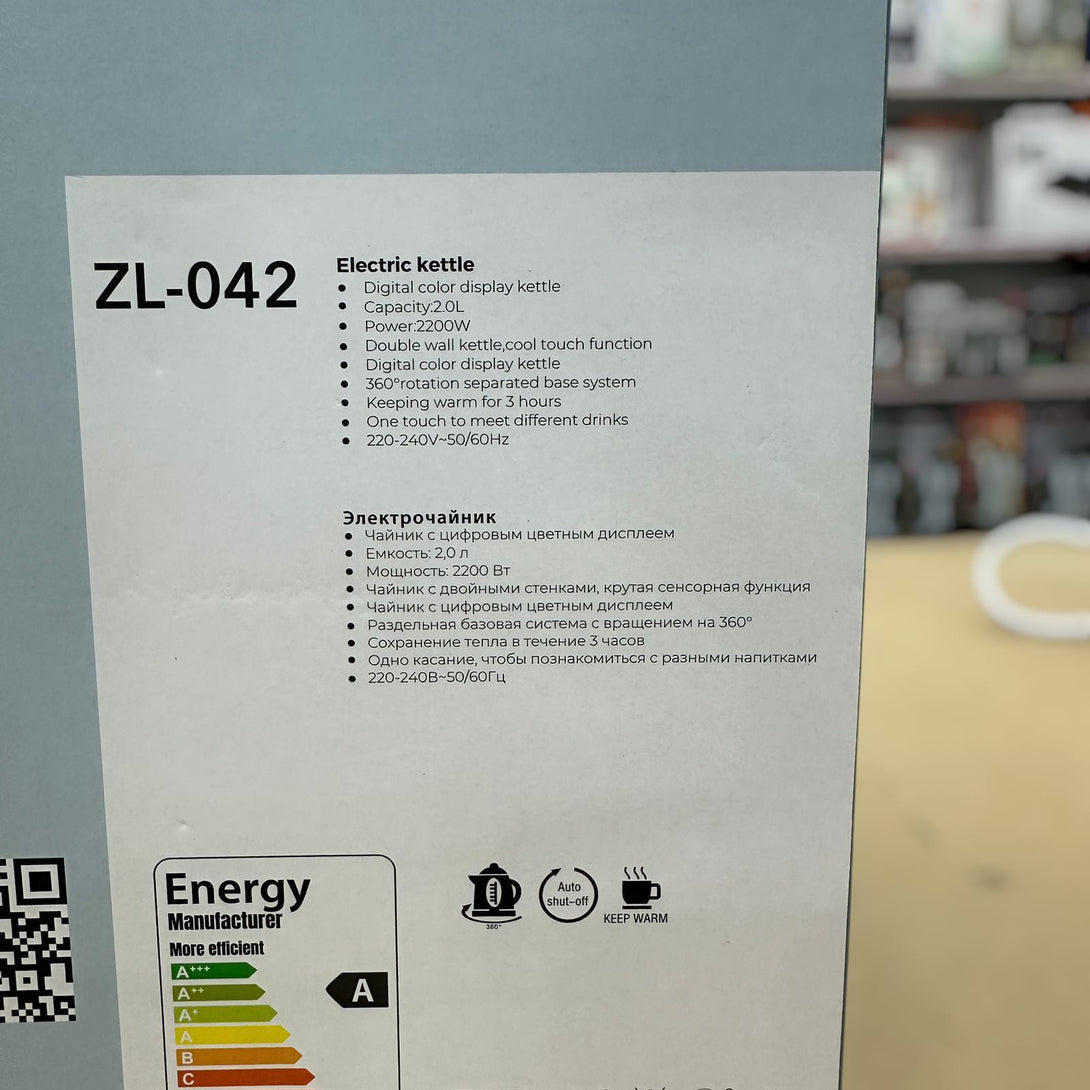 ZL-042
Electric kettle
• Digital color display kettle
• Capacity:2.0L
• Power:2200W
• Double wall kettle,cool touch function
• Digital color display kettle
• 360°rotation separated base system
• Keeping warm for 3 hours
• One touch to meet different drinks
• 220-240V~50/60Hz
Электрочайник
• Чайник с цифровым цветным дисплеем
• Емкость: 2,0 л
• Мощность: 2200 Вт
• Чайник с двойными стенками, крутая сенсорная функция
• Чайник с цифровым цветным дисплеем
• Раздельная базовая система с вращением на 360°
• Сохранение тепла в течение 3 часов
• Одно касание, чтобы познакомиться с разными напитками
• 220-240В~50/60Гц
Energy
Manufacturer
More efficient
A+++
A++
A+
A
B
C
A
360°
Auto
shut-off
KEEP WARM